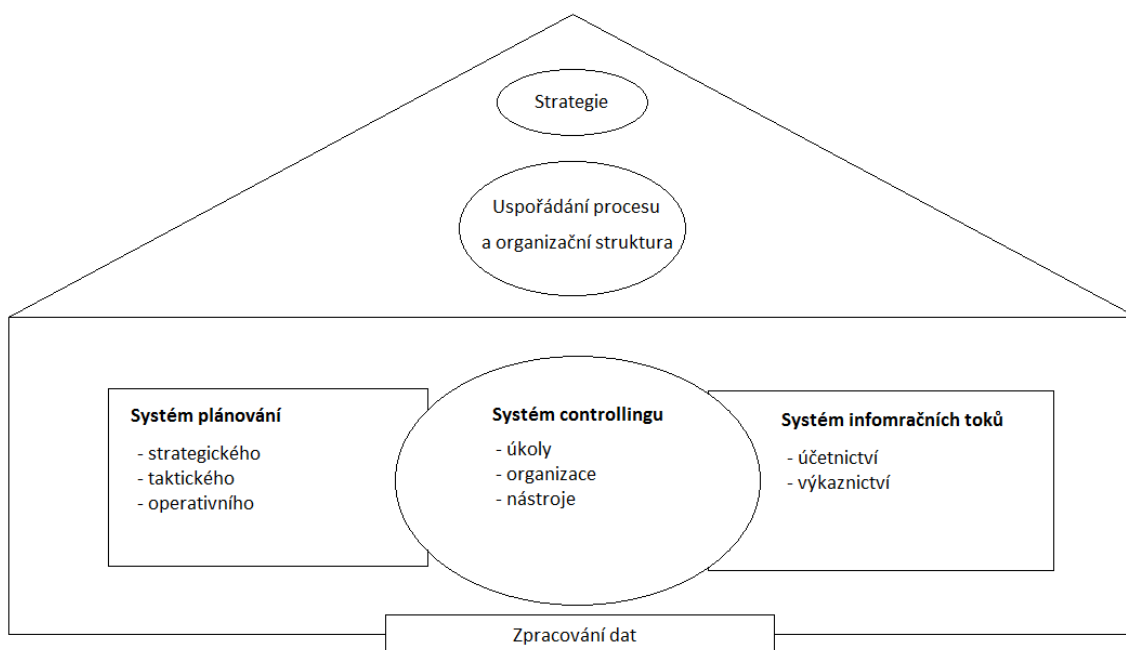 Strategie
Uspořádání procesu
a organizační struktura
Systém plánování
- strategického
- taktického
- operativního
Systém controllingu
- úkoly
- organizace
- nástroje
Systém infomračních toků
- účetnictví
- výkaznictví
Zpracování dat